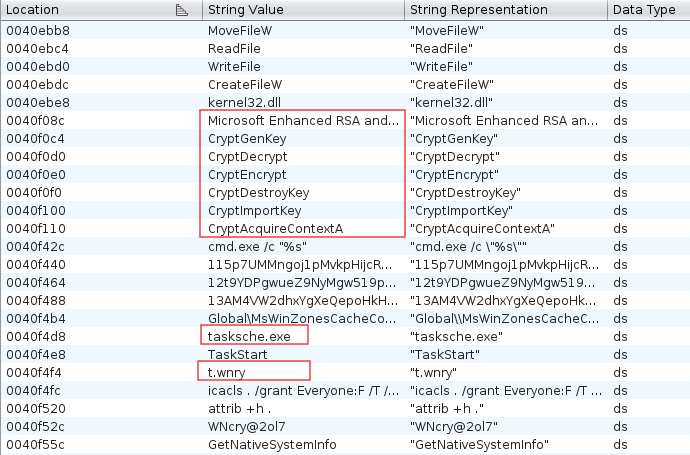 Location String Value String Representation Data Type
0040ebb8 MoveFileW "MoveFileW" ds
0040ebc4 ReadFile "ReadFile" ds
0040ebd0 WriteFile "WriteFile" ds
0040ebdc CreateFileW "CreateFileW" ds
0040ebe8 kernel32.dll "kernel32.dll" ds
0040f08c Microsoft Enhanced RSA and... "Microsoft Enhanced RSA an... ds
0040f0c4 CryptGenKey "CryptGenKey" ds
0040f0d0 CryptDecrypt "CryptDecrypt" ds
0040f0e0 CryptEncrypt "CryptEncrypt" ds
0040f0f0 CryptDestroyKey "CryptDestroyKey" ds
0040f100 CryptImportKey "CryptImportKey" ds
0040f110 CryptAcquireContextA "CryptAcquireContextA" ds
0040f42c cmd.exe /c "%s" "cmd.exe /c \"%s\"" ds
0040f440 115p7UMMngoj1pMvkpHijcR... "115p7UMMngoj1pMvkpHijcR... ds
0040f464 12t9YDPgwueZ9NyMgw519p... "12t9YDPgwueZ9NyMgw519p... ds
0040f488 13AM4VW2dhxYgXeQepoHkH... "13AM4VW2dhxYgXeQepoHkH... ds
0040f4b4 Global\MsWinZonesCacheCo... "Global\\MsWinZonesCacheCo... ds
0040f4d8 tasksche.exe "tasksche.exe" ds
0040f4e8 TaskStart "TaskStart" ds
0040f4f4 t.wnry "t.wnry" ds
0040f4fc icacls . /grant Everyone:F /T /... "icacls . /grant Everyone:F /T ... ds
0040f520 attrib +h . "attrib +h ." ds
0040f52c WNcry@2ol7 "WNcry@2ol7" ds
0040f55c GetNativeSystemInfo "GetNativeSystemInfo" ds